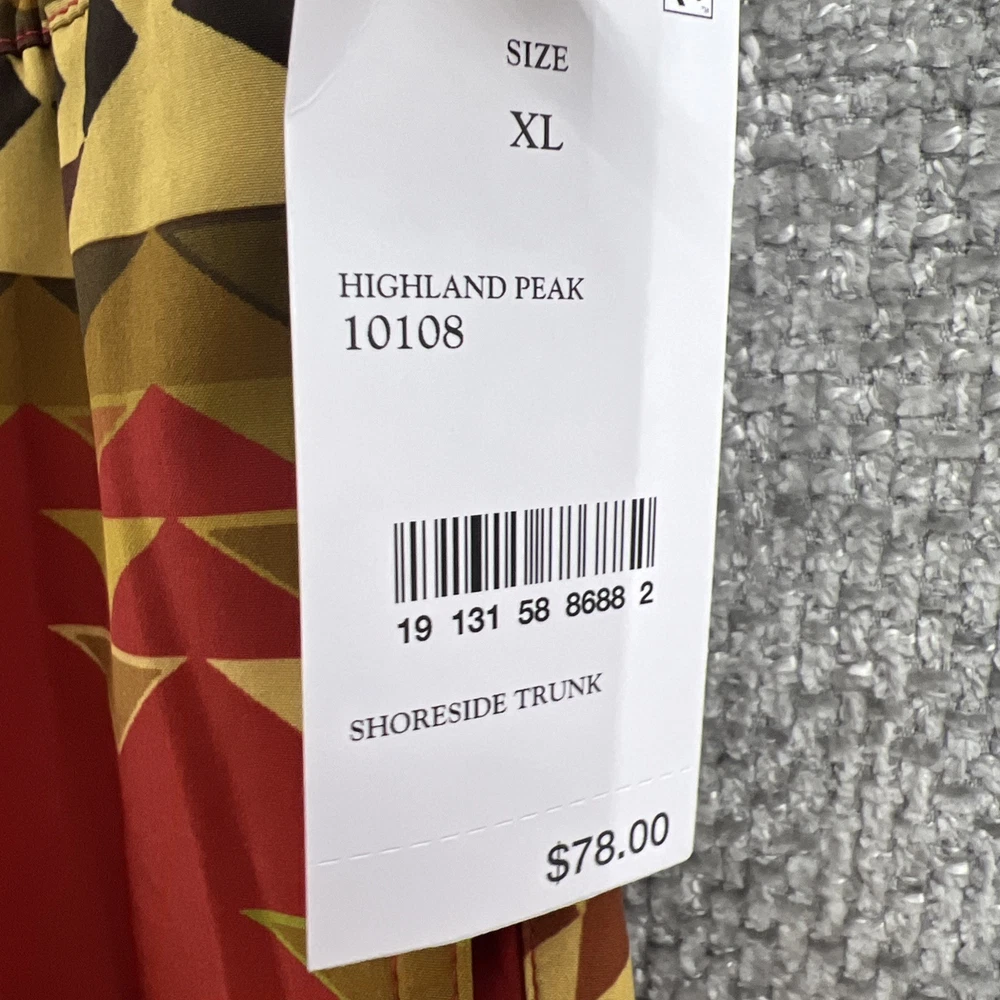 SIZE
XL
HIGHLAND PEAK
10108
19 131 58 8688 2
SHORESIDE TRUNK
$78.00